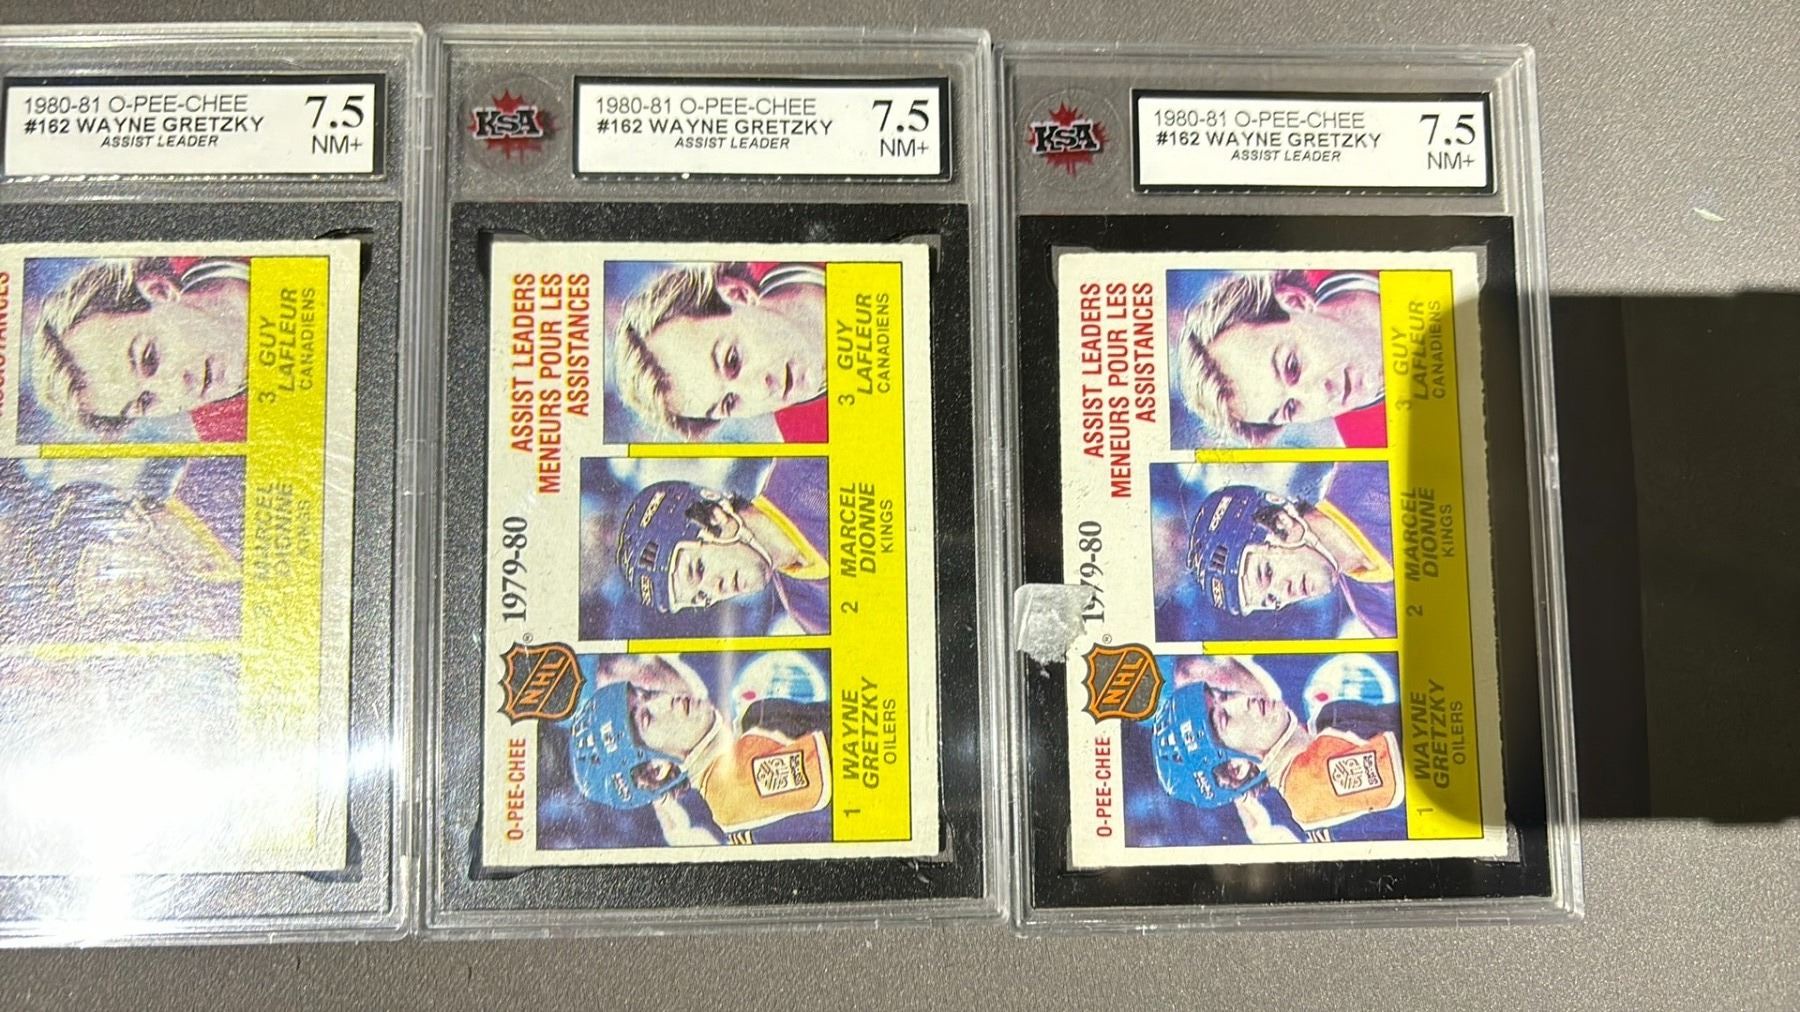 1980-81 O-PEE-CHEE
#162 WAYNE GRETZKY
ASSIST LEADER
7.5
NM+
3 GUY
LAFLEUR
CANADIENS
MARCEL
DIONNE
KINGS
KSA
1980-81 O-PEE-CHEE
#162 WAYNE GRETZKY
ASSIST LEADER
7.5
NM+
ASSIST LEADERS
MENEURS POUR LES
ASSISTANCES
1979-80
NHL
®
O-PEE-CHEE
3 GUY
LAFLEUR
CANADIENS
2 MARCEL
DIONNE
KINGS
1 WAYNE
GRETZKY
OILERS
KSA
1980-81 O-PEE-CHEE
#162 WAYNE GRETZKY
ASSIST LEADER
7.5
NM+
ASSIST LEADERS
MENEURS POUR LES
ASSISTANCES
1979-80
NHL
®
O-PEE-CHEE
3 GUY
LAFLEUR
CANADIENS
2 MARCEL
DIONNE
KINGS
1 WAYNE
GRETZKY
OILERS